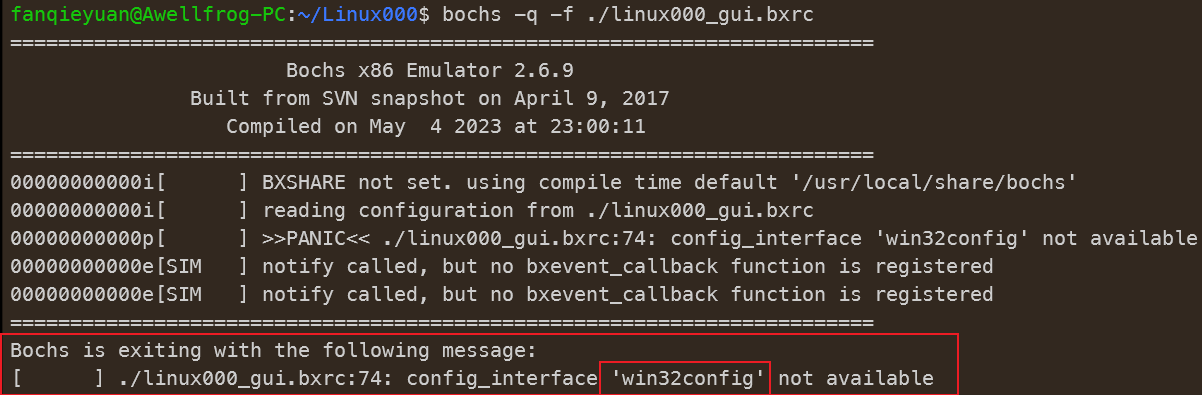 fanqieyuan@Awellfrog-PC:~/Linux000$ bochs -q -f ./linux000_gui.bxrc
========================================================================
Bochs x86 Emulator 2.6.9
Built from SVN snapshot on April 9, 2017
Compiled on May  4 2023 at 23:00:11
========================================================================
00000000000i[      ] BXSHARE not set. using compile time default '/usr/local/share/bochs'
00000000000i[      ] reading configuration from ./linux000_gui.bxrc
00000000000p[      ] >>PANIC<< ./linux000_gui.bxrc:74: config_interface 'win32config' not available
00000000000e[SIM   ] notify called, but no bxevent_callback function is registered
00000000000e[SIM   ] notify called, but no bxevent_callback function is registered
========================================================================
Bochs is exiting with the following message:
[      ] ./linux000_gui.bxrc:74: config_interface 'win32config' not available